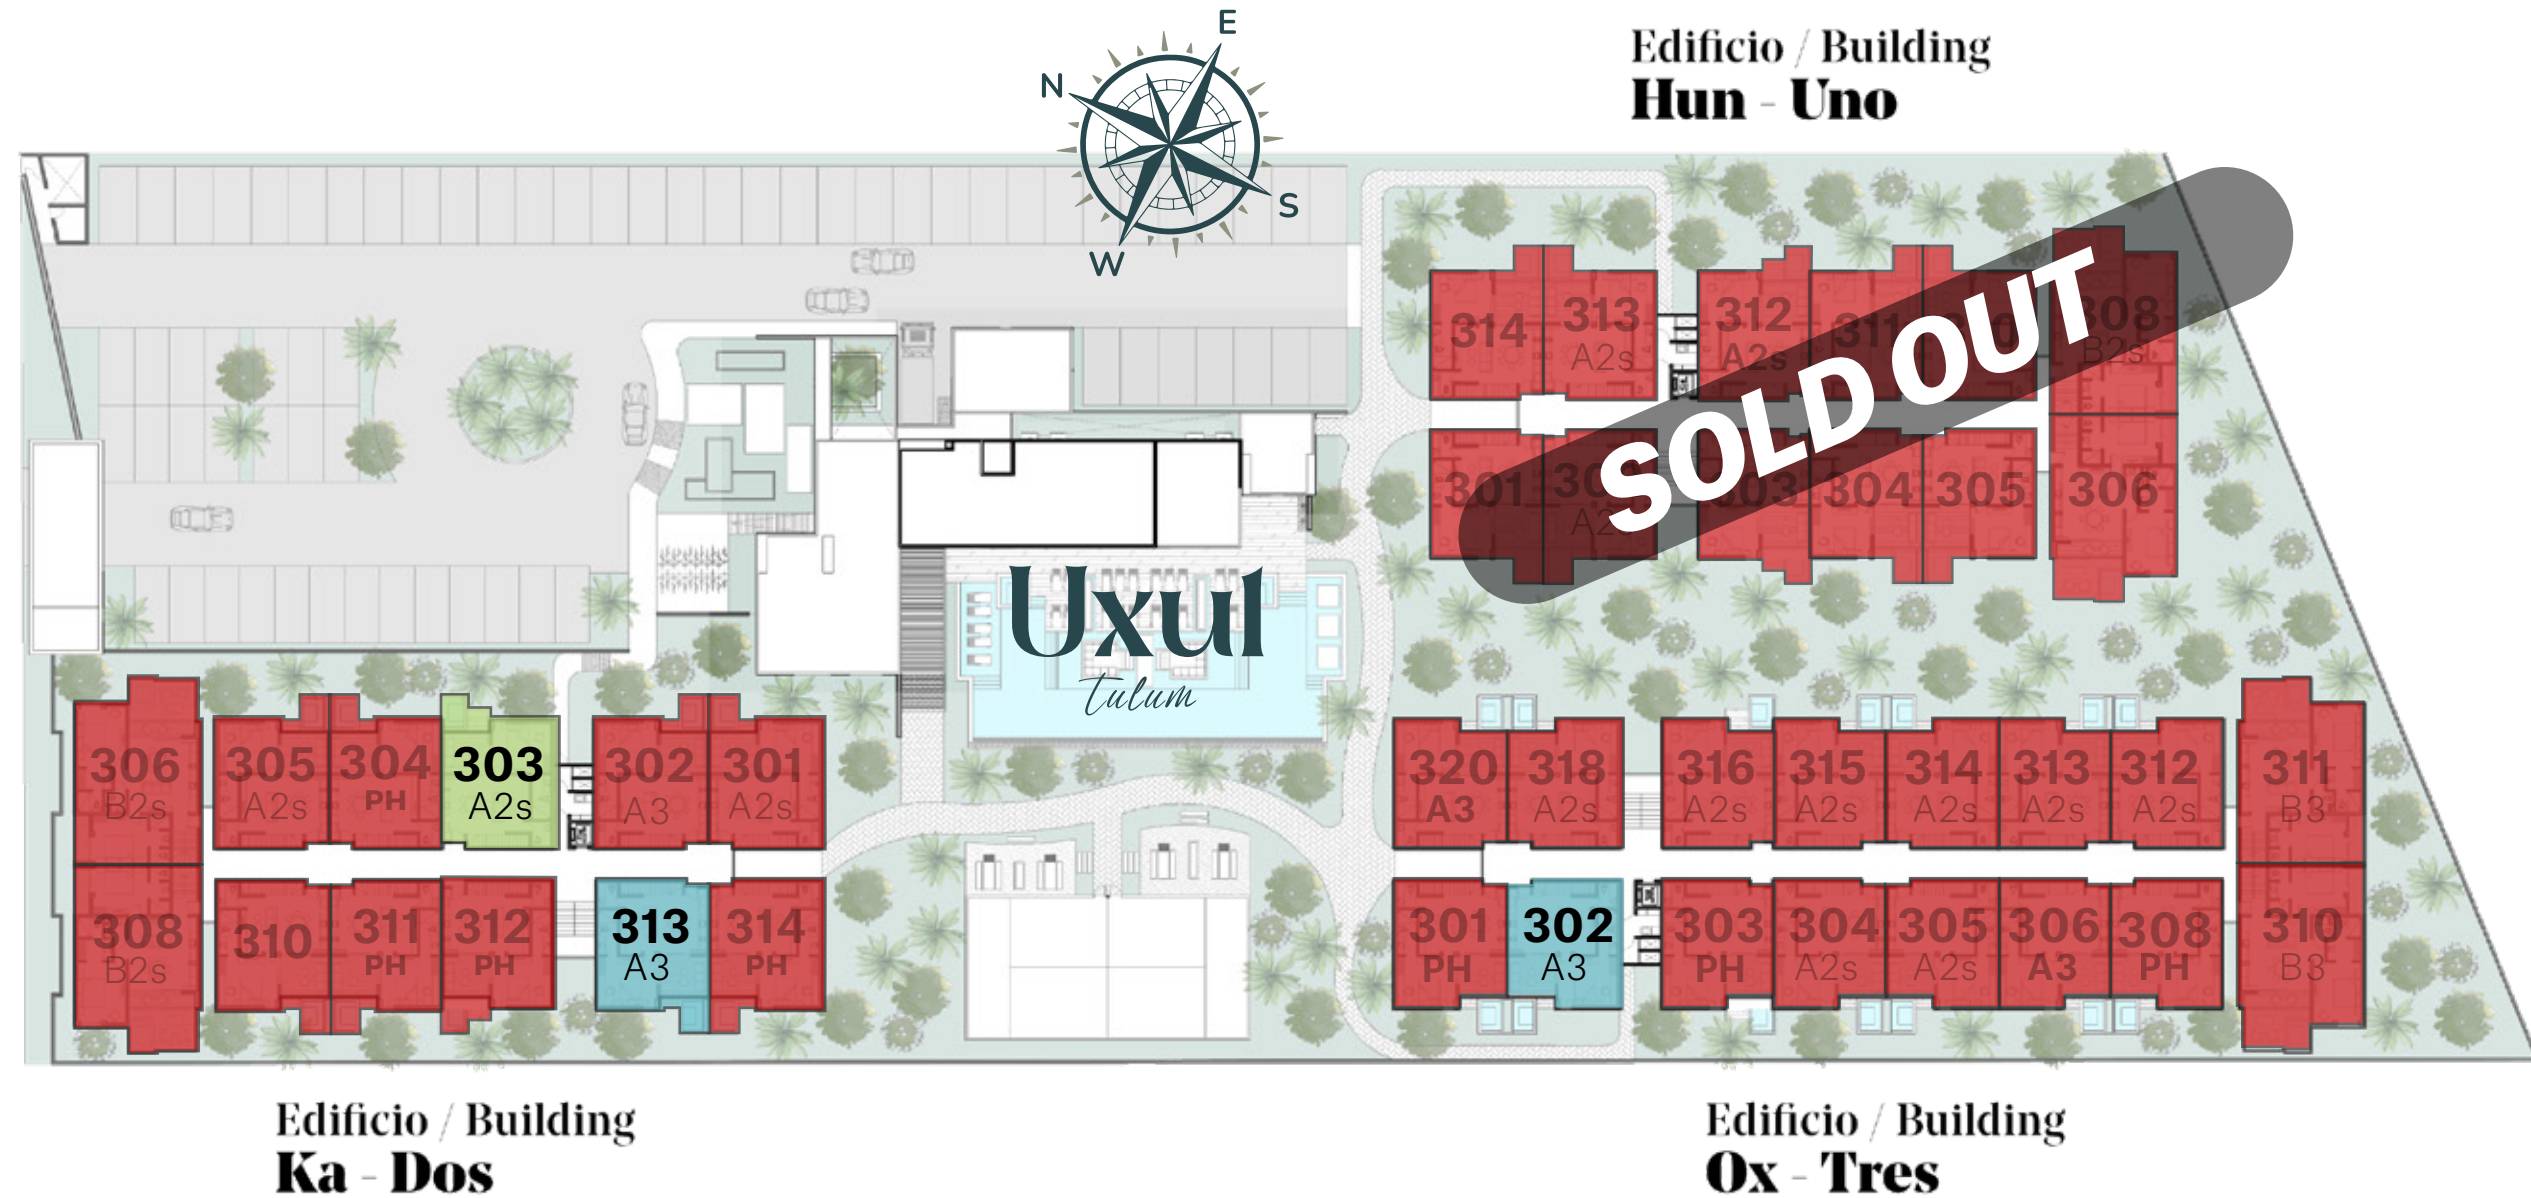 E
N
S
W
Edificio / Building
Hun - Uno
314
313
A2s
312
A2s
311
308
B2s
SOLD OUT
301
A2
303
304
305
306
Uxul
tulum
306
B2s
305
A2s
304
PH
303
A2s
302
A3
301
A2s
308
B2s
310
311
PH
312
PH
313
A3
314
PH
320
A3
318
A2s
316
A2s
315
A2s
314
A2s
313
A2s
312
A2s
311
B3
301
PH
302
A3
303
PH
304
A2s
305
A2s
306
A3
308
PH
310
B3
Edificio / Building
Ka - Dos
Edificio / Building
Ox - Tres